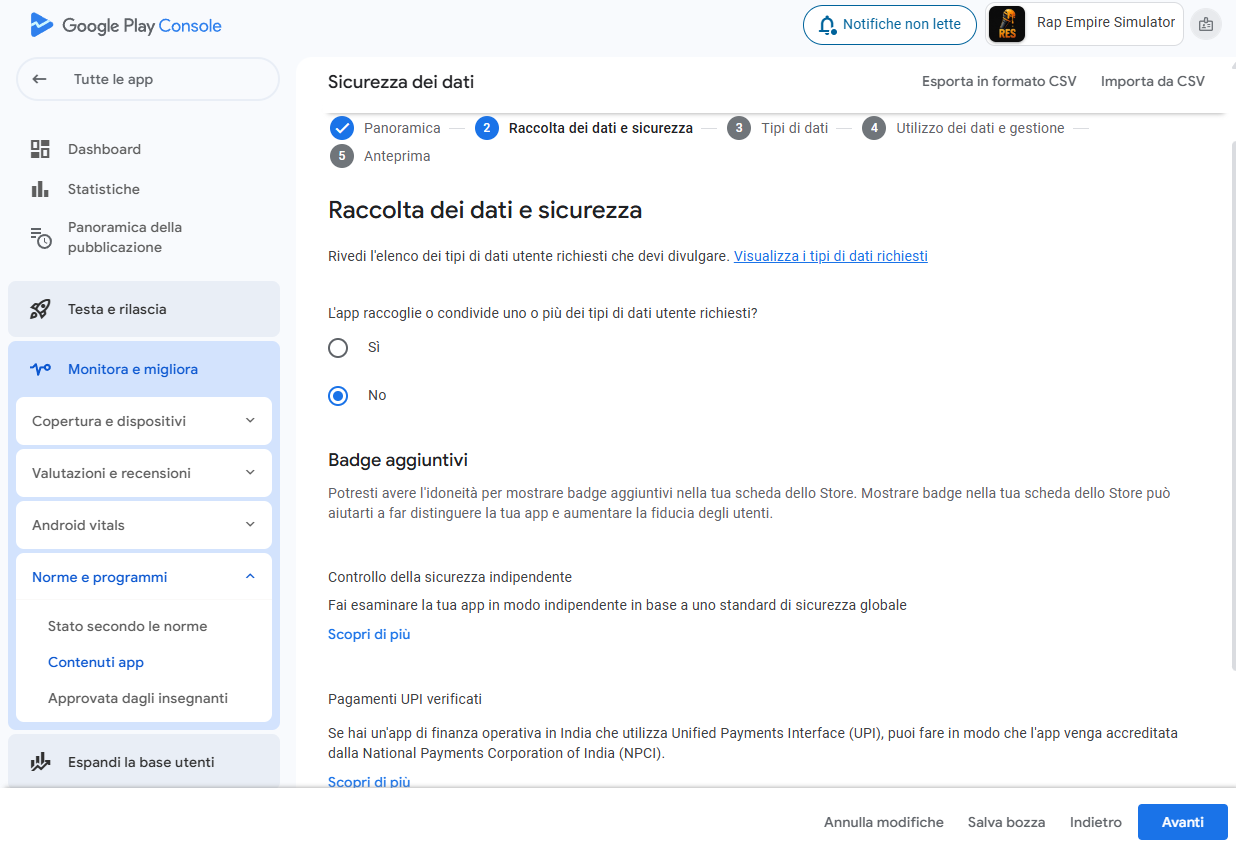 Google Play Console
Notifiche non lette
RES
Rap Empire Simulator
Tutte le app
Dashboard
Statistiche
Panoramica della
pubblicazione
Testa e rilascia
Monitora e migliora
Copertura e dispositivi
Valutazioni e recensioni
Android vitals
Norme e programmi
Stato secondo le norme
Contenuti app
Approvata dagli insegnanti
Espandi la base utenti
Sicurezza dei dati
Esporta in formato CSV
Importa da CSV
Panoramica
2 Raccolta dei dati e sicurezza
3 Tipi di dati
4 Utilizzo dei dati e gestione
5 Anteprima
Raccolta dei dati e sicurezza
Rivedi l'elenco dei tipi di dati utente richiesti che devi divulgare. Visualizza i tipi di dati richiesti
L'app raccoglie o condivide uno o più dei tipi di dati utente richiesti?
Sì
No
Badge aggiuntivi
Potresti avere l'idoneità per mostrare badge aggiuntivi nella tua scheda dello Store. Mostrare badge nella tua scheda dello Store può
aiutarti a far distinguere la tua app e aumentare la fiducia degli utenti.
Controllo della sicurezza indipendente
Fai esaminare la tua app in modo indipendente in base a uno standard di sicurezza globale
Scopri di più
Pagamenti UPI verificati
Se hai un'app di finanza operativa in India che utilizza Unified Payments Interface (UPI), puoi fare in modo che l'app venga accreditata
dalla National Payments Corporation of India (NPCI).
Scopri di più
Annulla modifiche
Salva bozza
Indietro
Avanti